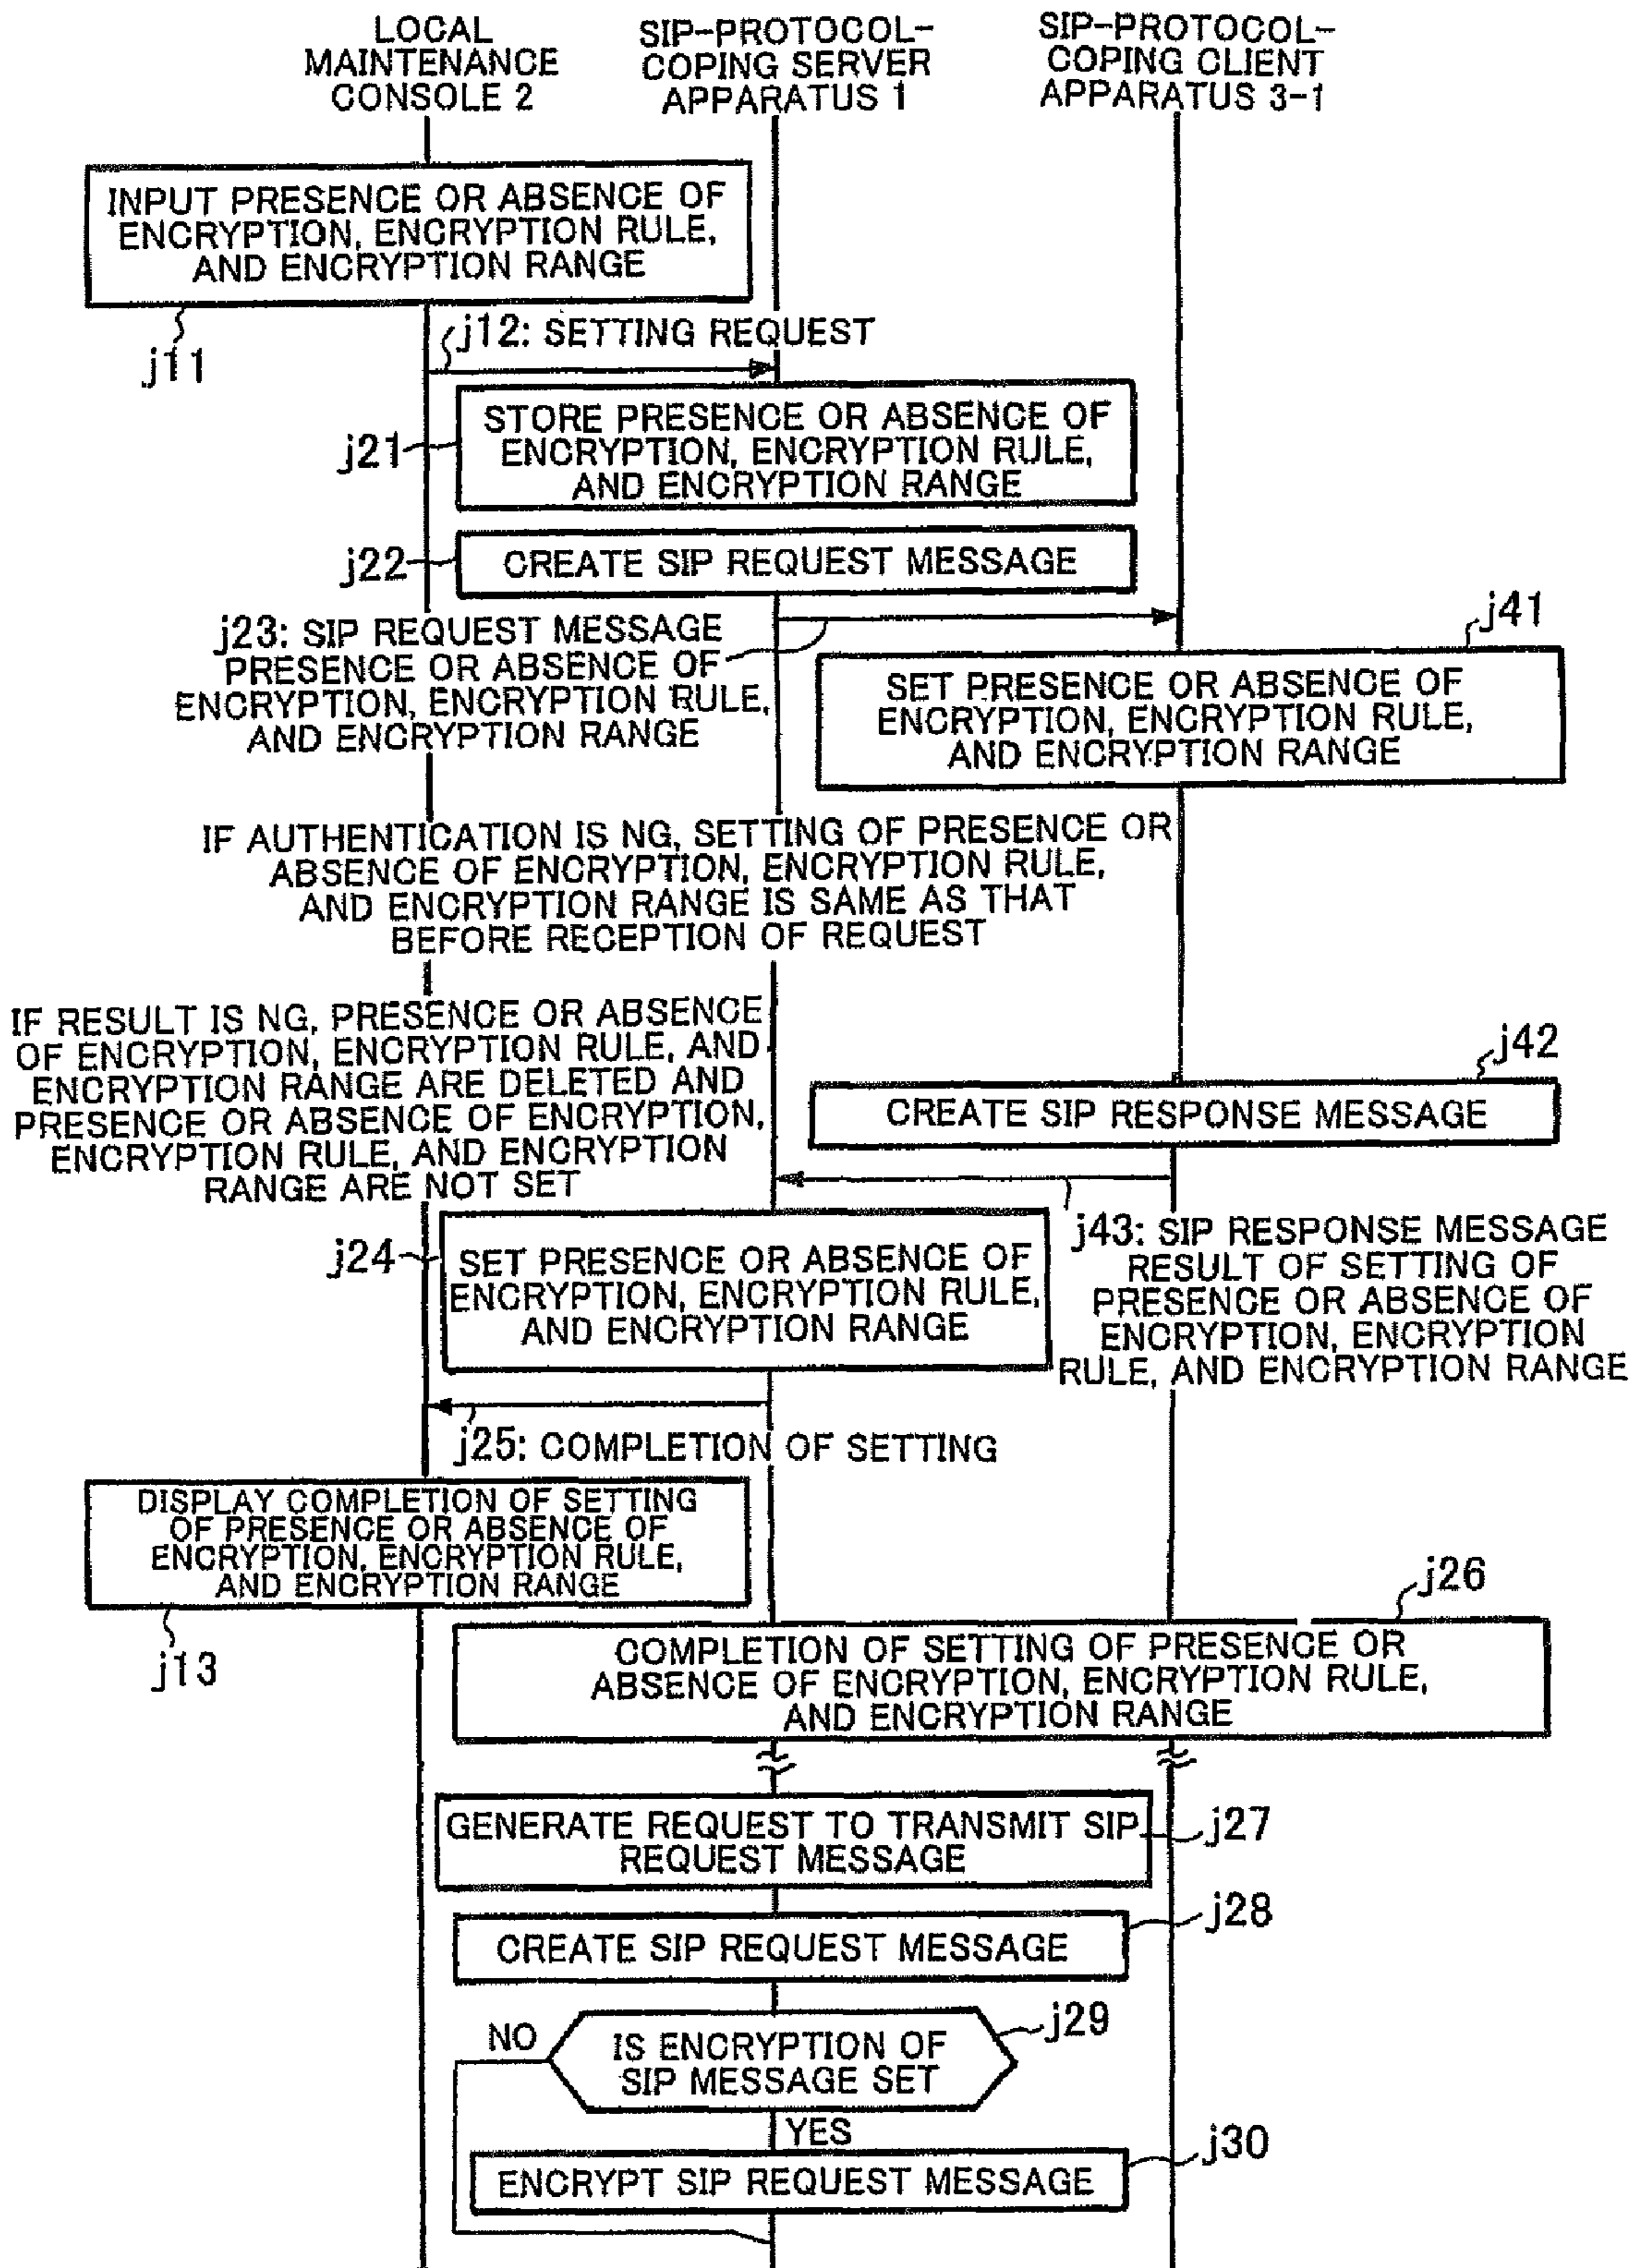 LOCAL
MAINTENANCE
CONSOLE 2
SIP-PROTOCOL-
COPING SERVER
APPARATUS 1
SIP-PROTOCOL-
COPING CLIENT
APPARATUS 3-1
INPUT PRESENCE OR ABSENCE OF
ENCRYPTION, ENCRYPTION RULE,
AND ENCRYPTION RANGE
j11
j12: SETTING REQUEST
STORE PRESENCE OR ABSENCE OF
ENCRYPTION, ENCRYPTION RULE,
AND ENCRYPTION RANGE
j21
CREATE SIP REQUEST MESSAGE
j22
j23: SIP REQUEST MESSAGE
PRESENCE OR ABSENCE OF
ENCRYPTION, ENCRYPTION RULE,
AND ENCRYPTION RANGE
j41
SET PRESENCE OR ABSENCE OF
ENCRYPTION, ENCRYPTION RULE,
AND ENCRYPTION RANGE
IF AUTHENTICATION IS NG, SETTING OF PRESENCE OR
ABSENCE OF ENCRYPTION, ENCRYPTION RULE,
AND ENCRYPTION RANGE IS SAME AS THAT
BEFORE RECEPTION OF REQUEST
IF RESULT IS NG, PRESENCE OR ABSENCE
OF ENCRYPTION, ENCRYPTION RULE, AND
ENCRYPTION RANGE ARE DELETED AND
PRESENCE OR ABSENCE OF ENCRYPTION,
ENCRYPTION RULE, AND ENCRYPTION
RANGE ARE NOT SET
j42
CREATE SIP RESPONSE MESSAGE
j43: SIP RESPONSE MESSAGE
RESULT OF SETTING OF
PRESENCE OR ABSENCE OF
ENCRYPTION, ENCRYPTION
RULE, AND ENCRYPTION RANGE
j24
SET PRESENCE OR ABSENCE OF
ENCRYPTION, ENCRYPTION RULE,
AND ENCRYPTION RANGE
j25: COMPLETION OF SETTING
DISPLAY COMPLETION OF SETTING
OF PRESENCE OR ABSENCE OF
ENCRYPTION, ENCRYPTION RULE,
AND ENCRYPTION RANGE
j13
j26
COMPLETION OF SETTING OF PRESENCE OR
ABSENCE OF ENCRYPTION, ENCRYPTION RULE,
AND ENCRYPTION RANGE
GENERATE REQUEST TO TRANSMIT SIP
REQUEST MESSAGE
j27
j28
CREATE SIP REQUEST MESSAGE
j29
NO
IS ENCRYPTION OF
SIP MESSAGE SET
YES
j30
ENCRYPT SIP REQUEST MESSAGE